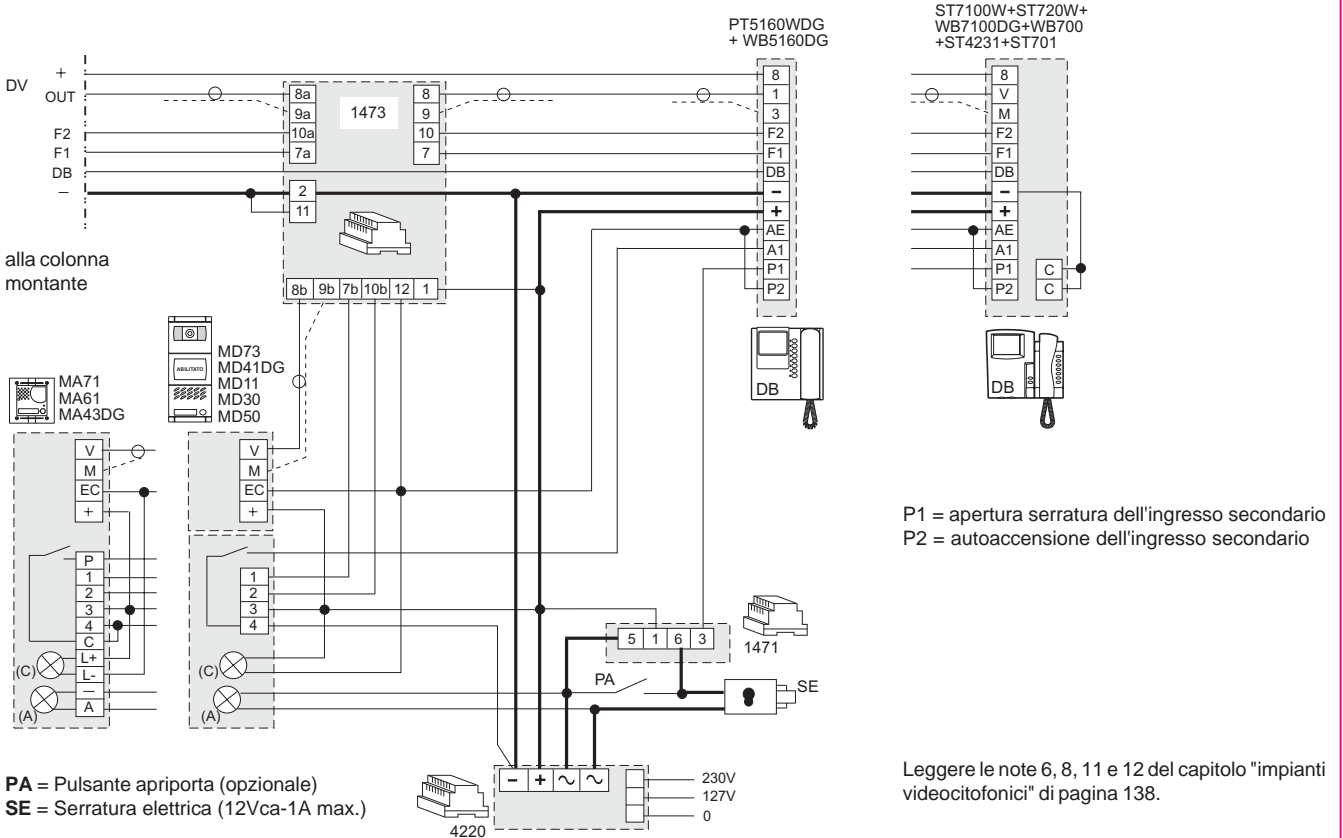 ST7100W+ST720W+
WB7100DG+WB700
+ST4231+ST701
PT5160WDG
+ WB5160DG
DV
+
OUT
F2
F1
DB
–
alla colonna
montante
8a
9a
10a
7a
1473
8
9
10
7
2
11
8b 9b 7b 10b 12 1
8
1
3
F2
F1
DB
–
+
AE
A1
P1
P2
8
V
M
F2
F1
DB
–
+
AE
A1
P1
P2
C
C
DB
DB
MA71
MA61
MA43DG
ABILITATO
MD73
MD41DG
MD11
MD30
MD50
V
M
EC
+
P
1
2
3
4
C
L+
L-
—
A
(C)
(A)
V
M
EC
+
1
2
3
4
(C)
(A)
5 1 6 3
1471
PA
SE
P1 = apertura serratura dell'ingresso secondario
P2 = autoaccensione dell'ingresso secondario
– + ~ ~
230V
127V
0
4220
PA = Pulsante apriporta (opzionale)
SE = Serratura elettrica (12Vca-1A max.)
Leggere le note 6, 8, 11 e 12 del capitolo "impianti
videocitofonici" di pagina 138.